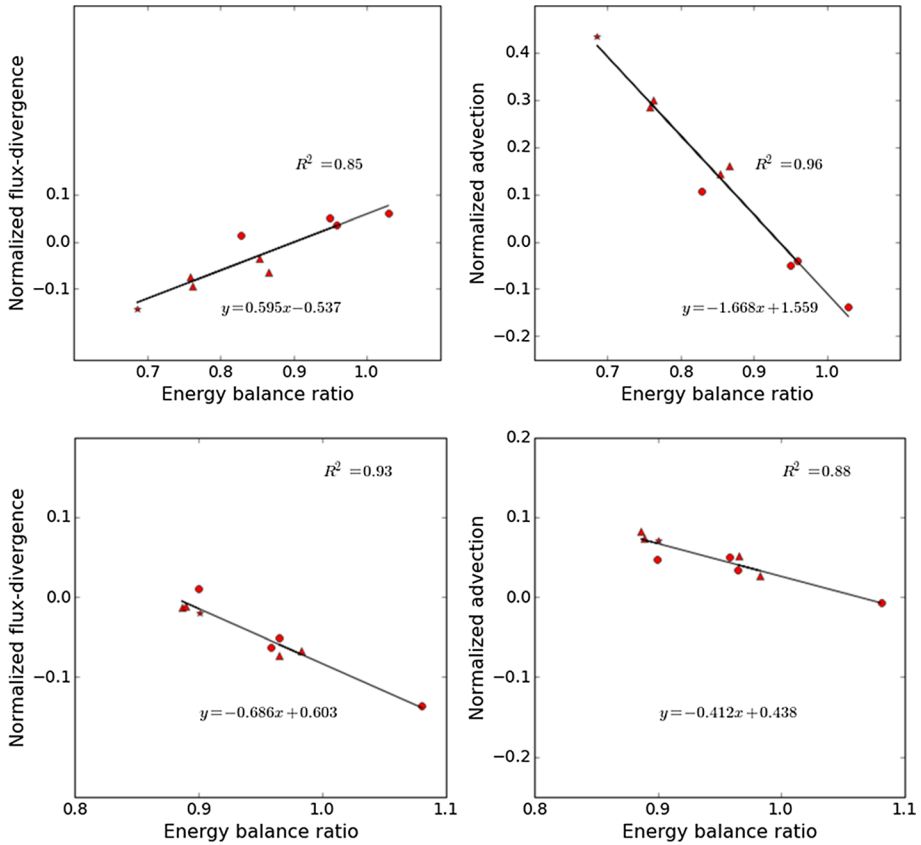 Normalized flux-divergence
0.1
0.0
−0.1
R² =0.85
y=0.595x−0.537
0.7 0.8 0.9 1.0
Energy balance ratio
Normalized advection
0.4
0.3
0.2
0.1
0.0
−0.1
−0.2
R² =0.96
y=−1.668x+1.559
0.7 0.8 0.9 1.0
Energy balance ratio
Normalized flux-divergence
0.1
0.0
−0.1
R² =0.93
y=−0.686x+0.603
0.8 0.9 1.0 1.1
Energy balance ratio
Normalized advection
0.2
0.1
0.0
−0.1
−0.2
R² =0.88
y=−0.412x+0.438
0.8 0.9 1.0 1.1
Energy balance ratio